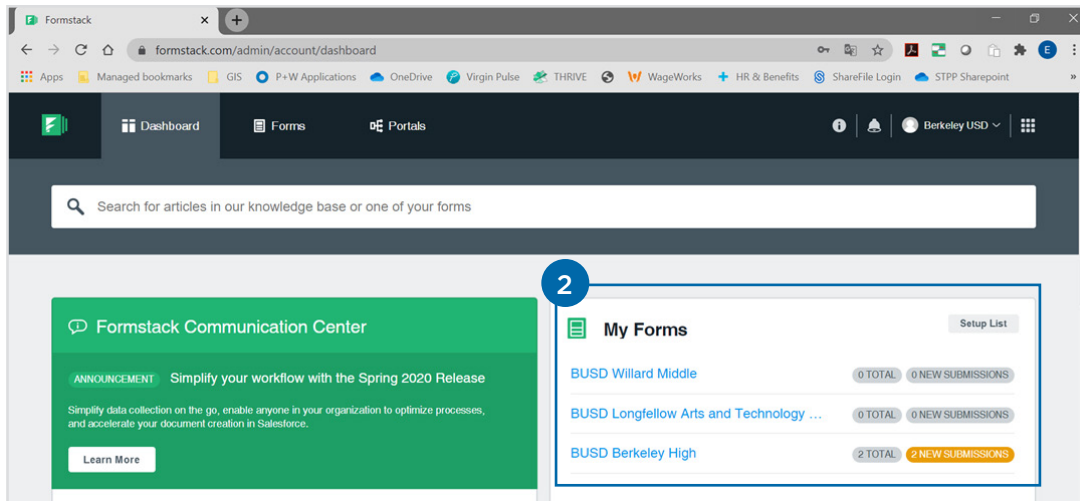 Formstack
formstack.com/admin/account/dashboard
E
Apps Managed bookmarks GIS P+W Applications OneDrive Virgin Pulse THRIVE WageWorks HR & Benefits ShareFile Login STPP Sharepoint »
Dashboard Forms Portals Berkeley USD
Search for articles in our knowledge base or one of your forms
2
Formstack Communication Center
ANNOUNCEMENT Simplify your workflow with the Spring 2020 Release
Simplify data collection on the go, enable anyone in your organization to optimize processes,
and accelerate your document creation in Salesforce.
Learn More
My Forms Setup List
BUSD Willard Middle 0 TOTAL 0 NEW SUBMISSIONS
BUSD Longfellow Arts and Technology ... 0 TOTAL 0 NEW SUBMISSIONS
BUSD Berkeley High 2 TOTAL 2 NEW SUBMISSIONS